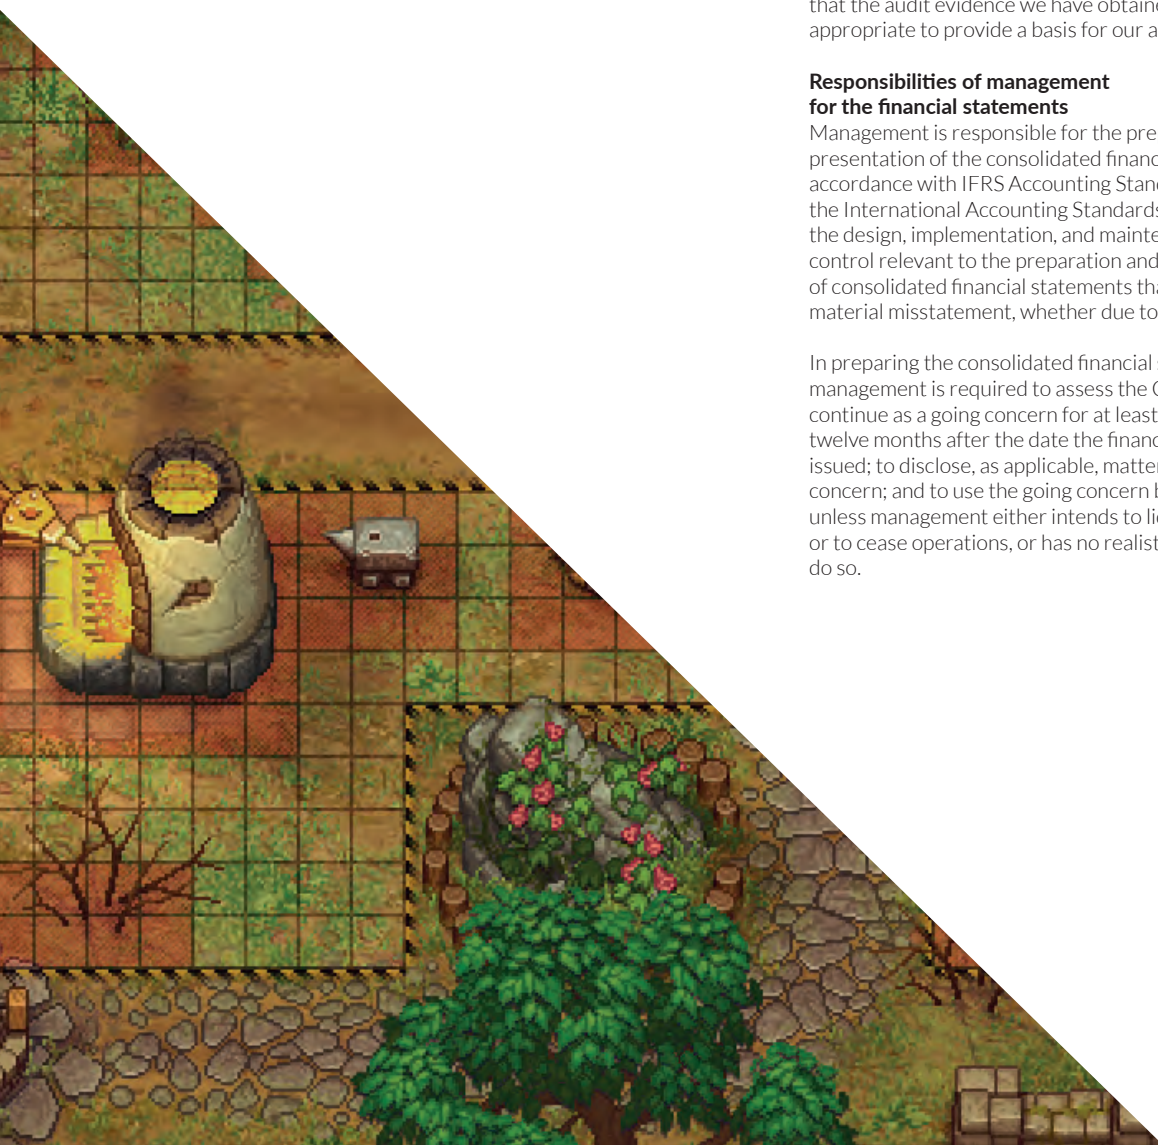 that the audit evidence we have obtaine
appropriate to provide a basis for our a
Responsibilities of management
for the financial statements
Management is responsible for the pre
presentation of the consolidated financ
accordance with IFRS Accounting Stan
the International Accounting Standards
the design, implementation, and mainte
control relevant to the preparation and
of consolidated financial statements tha
material misstatement, whether due to
In preparing the consolidated financial
management is required to assess the
continue as a going concern for at least
twelve months after the date the financ
issued; to disclose, as applicable, matter
concern; and to use the going concern b
unless management either intends to li
or to cease operations, or has no realist
do so.